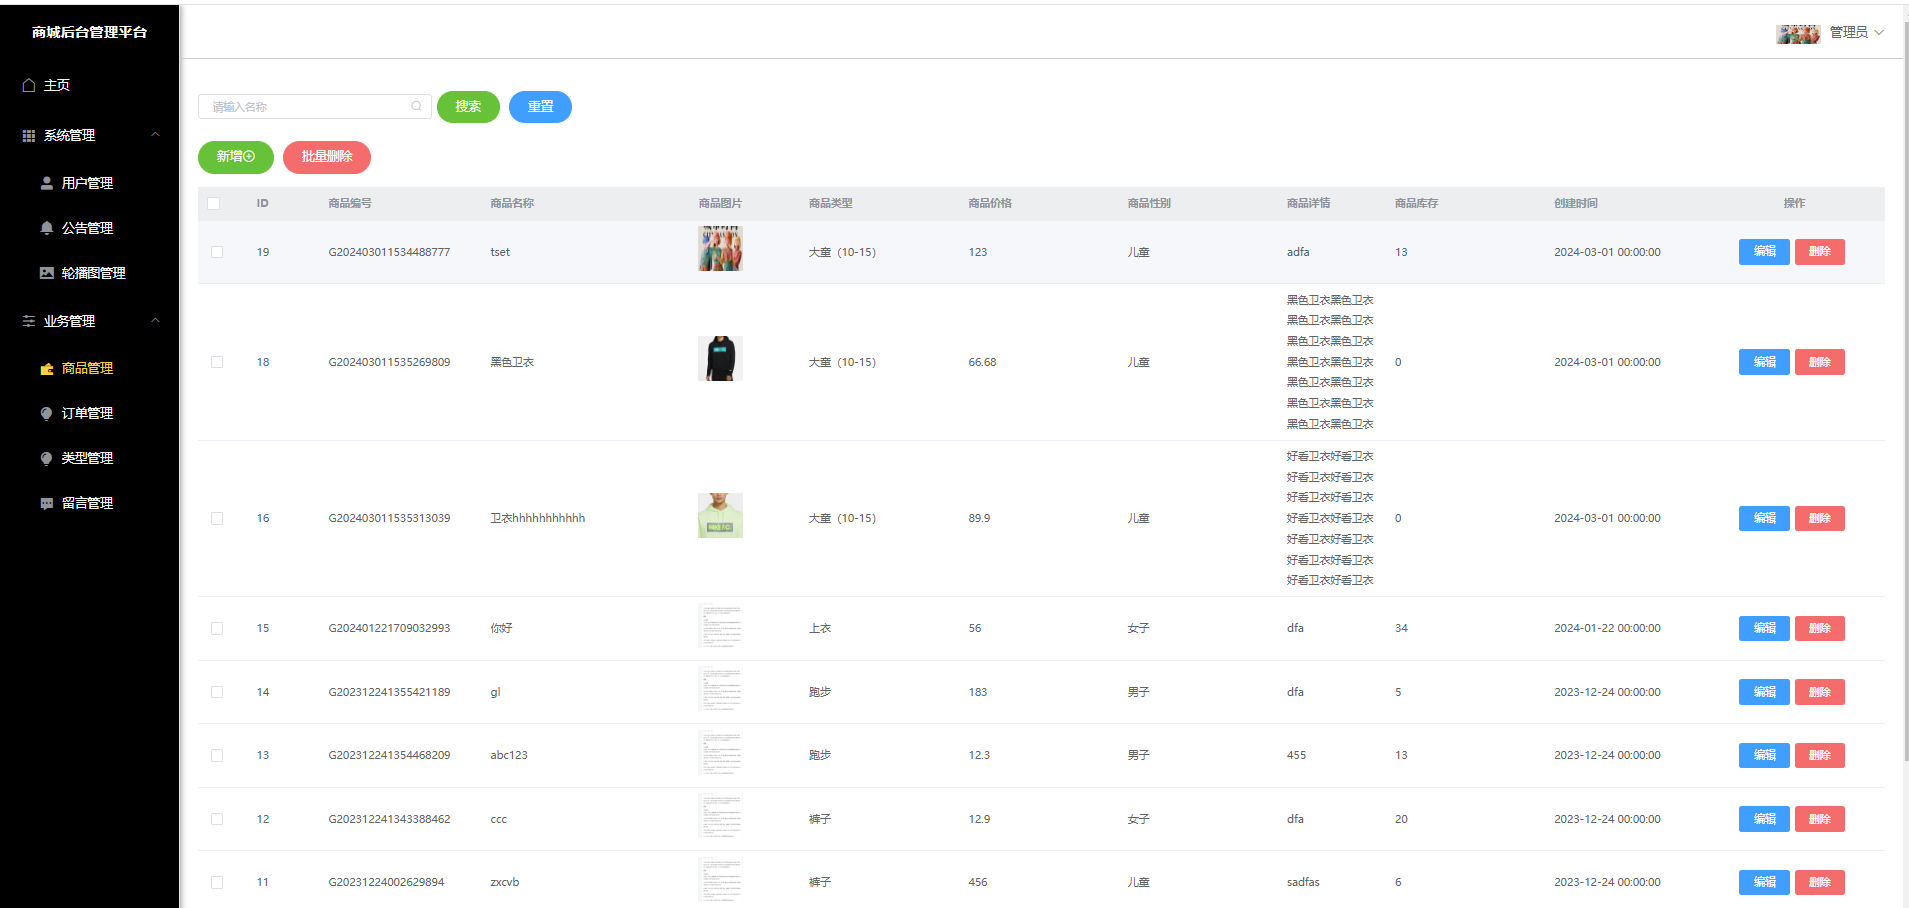 商城后台管理平台
管理员
主页
系统管理
用户管理
公告管理
轮播图管理
业务管理
商品管理
订单管理
类型管理
留言管理
请输入名称 搜索 重置
新增 批量删除
ID 商品编号 商品名称 商品图片 商品类型 商品价格 商品性别 商品详情 商品库存 创建时间 操作
19 G202403011534488777 tset 大童（10-15） 123 儿童 adfa 13 2024-03-01 00:00:00 编辑 删除
黑色卫衣黑色卫衣
黑色卫衣黑色卫衣
黑色卫衣黑色卫衣
18 G202403011535269809 黑色卫衣 大童（10-15） 66.68 儿童 黑色卫衣黑色卫衣 0 2024-03-01 00:00:00 编辑 删除
黑色卫衣黑色卫衣
黑色卫衣黑色卫衣
黑色卫衣黑色卫衣
好看卫衣好看卫衣
好看卫衣好看卫衣
好看卫衣好看卫衣
16 G202403011535313039 卫衣hhhhhhhhhhh 大童（10-15） 89.9 儿童 好看卫衣好看卫衣 0 2024-03-01 00:00:00 编辑 删除
好看卫衣好看卫衣
好看卫衣好看卫衣
好看卫衣好看卫衣
15 G202401221709032993 你好 上衣 56 女子 dfa 34 2024-01-22 00:00:00 编辑 删除
14 G202312241355421189 gl 跑步 183 男子 dfa 5 2023-12-24 00:00:00 编辑 删除
13 G202312241354468209 abc123 跑步 12.3 男子 455 13 2023-12-24 00:00:00 编辑 删除
12 G202312241343388462 ccc 裤子 12.9 女子 dfa 20 2023-12-24 00:00:00 编辑 删除
11 G20231224002629894 zxcvb 裤子 456 儿童 sadfas 6 2023-12-24 00:00:00 编辑 删除